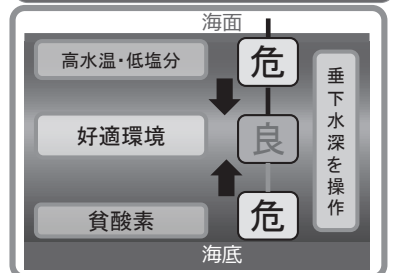 海面
高水温・低塩分
危
好適環境
良
貧酸素
危
海底
垂下水深を操作